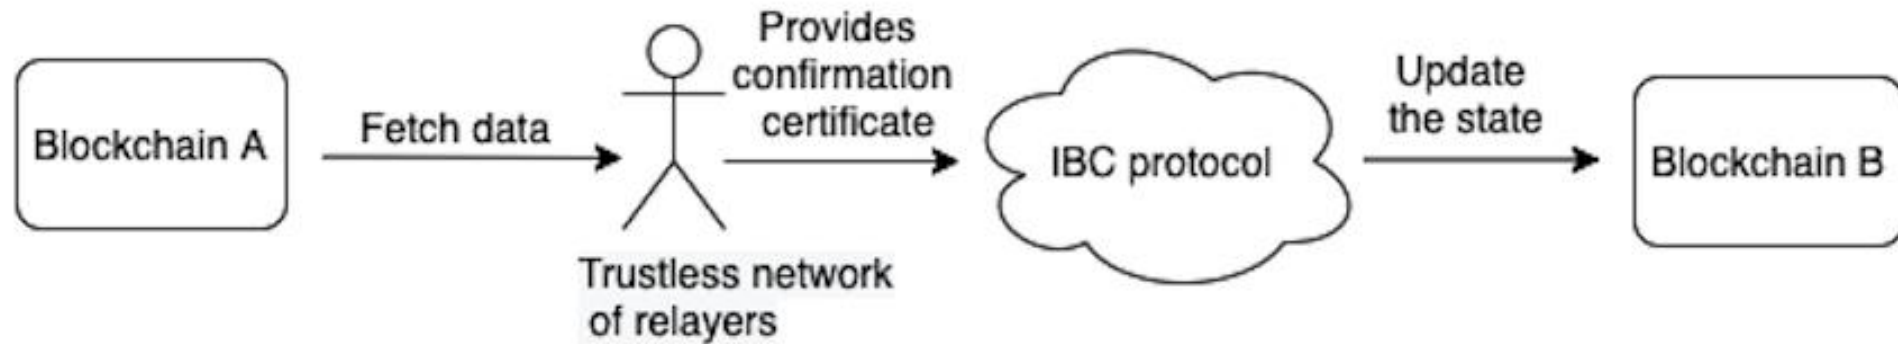 Blockchain A
Fetch data
Trustless network
of relayers
Provides
confirmation
certificate
IBC protocol
Update
the state
Blockchain B